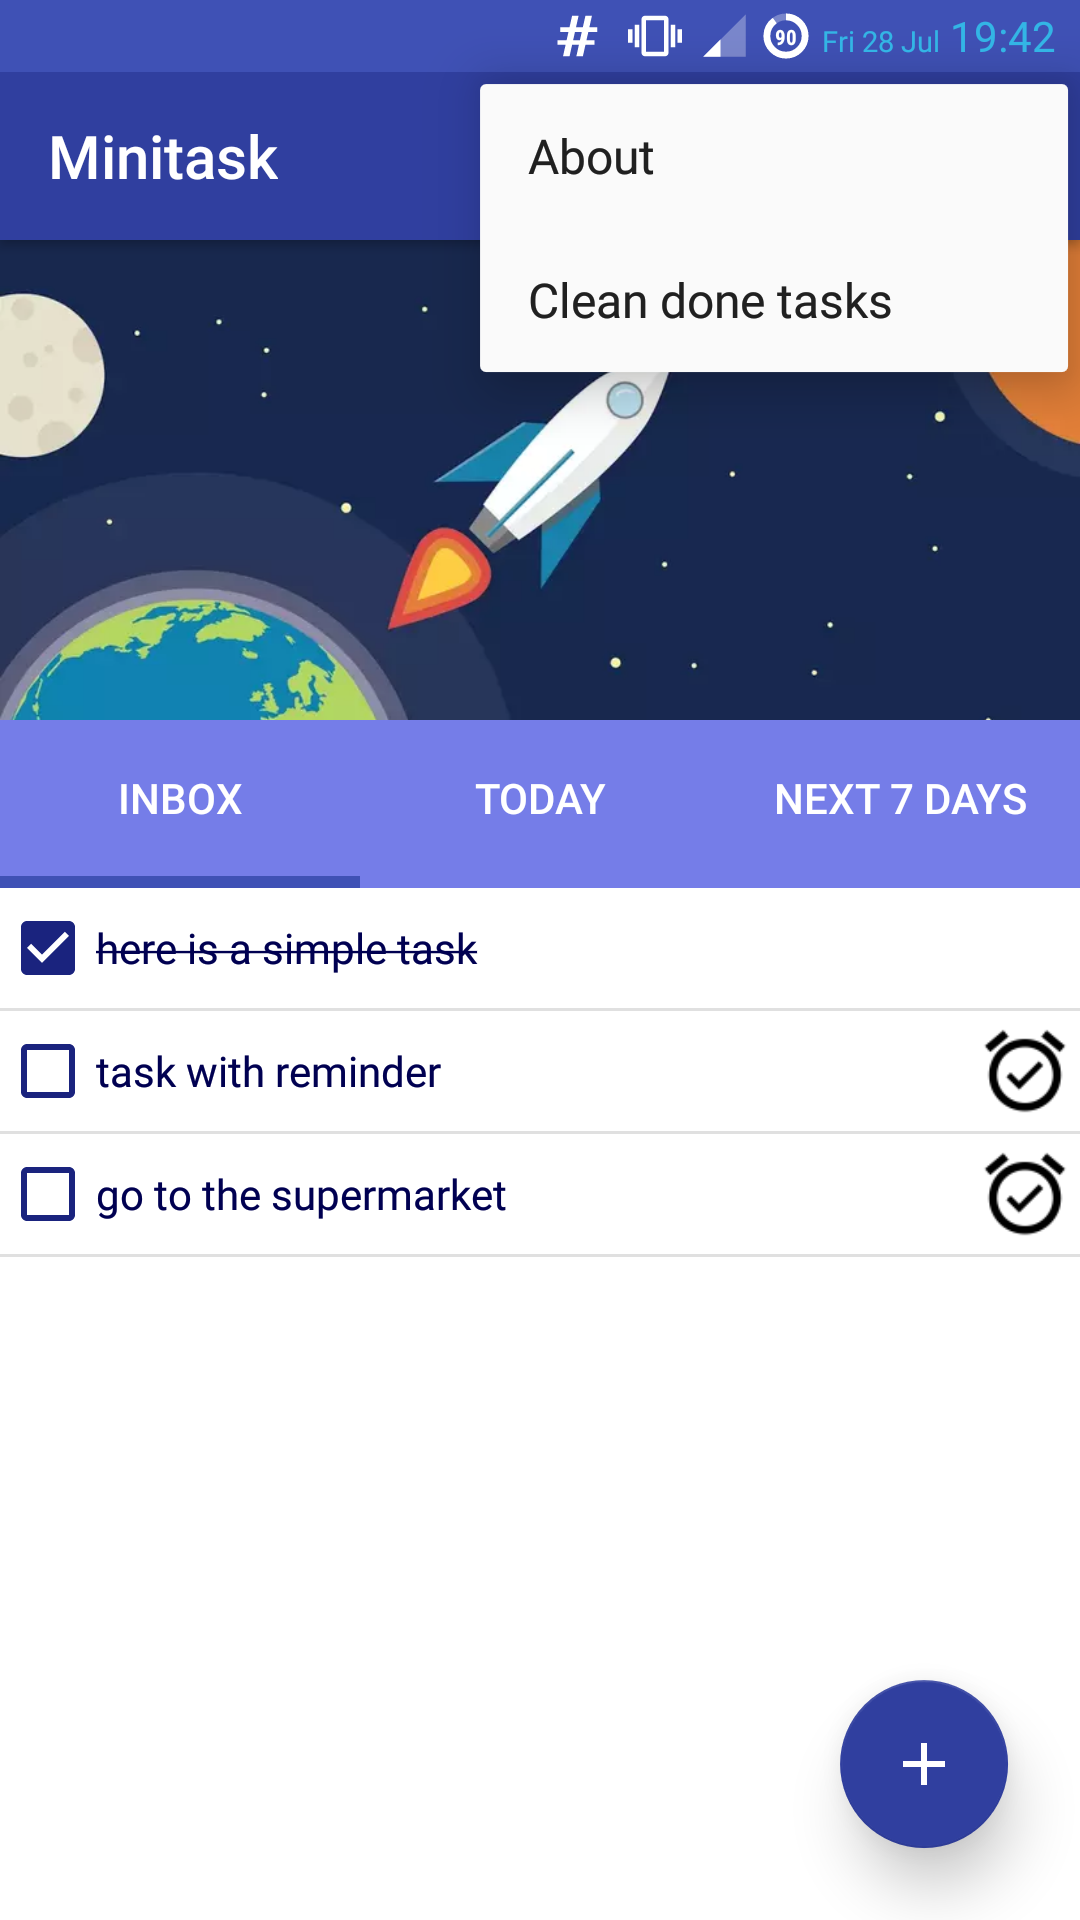 # 90 Fri 28 Jul 19:42
Minitask
About
Clean done tasks
INBOX TODAY NEXT 7 DAYS
here is a simple task
task with reminder
go to the supermarket